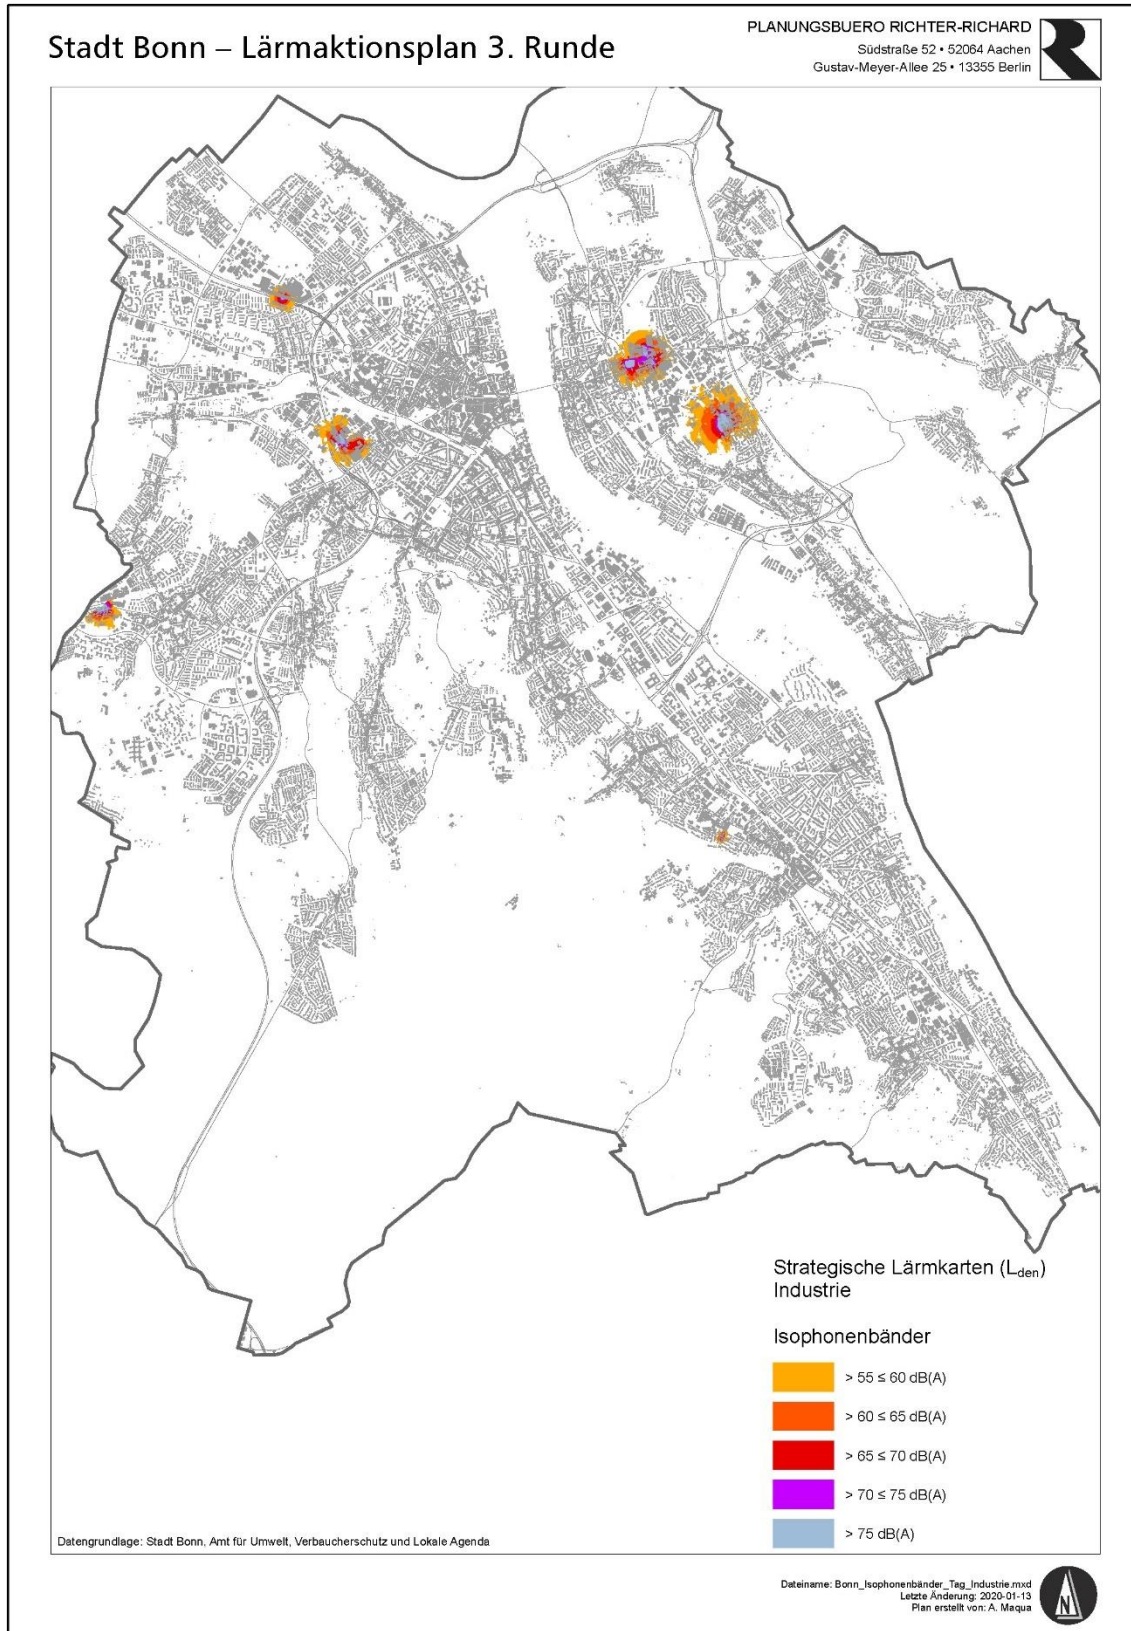 Stadt Bonn – Lärmaktionsplan 3. Runde
PLANUNGSBUERO RICHTER-RICHARD
Südstraße 52 • 52064 Aachen
Gustav-Meyer-Allee 25 • 13355 Berlin
Strategische Lärmkarten (Lden)
Industrie
Isophonenbänder
> 55 ≤ 60 dB(A)
> 60 ≤ 65 dB(A)
> 65 ≤ 70 dB(A)
> 70 ≤ 75 dB(A)
> 75 dB(A)
Datengrundlage: Stadt Bonn, Amt für Umwelt, Verbaucherschutz und Lokale Agenda
Dateiname: Bonn_Isophonenbänder_Tag_Industrie.mxd
Letzte Änderung: 2020-01-13
Plan erstellt von: A. Maqua
N